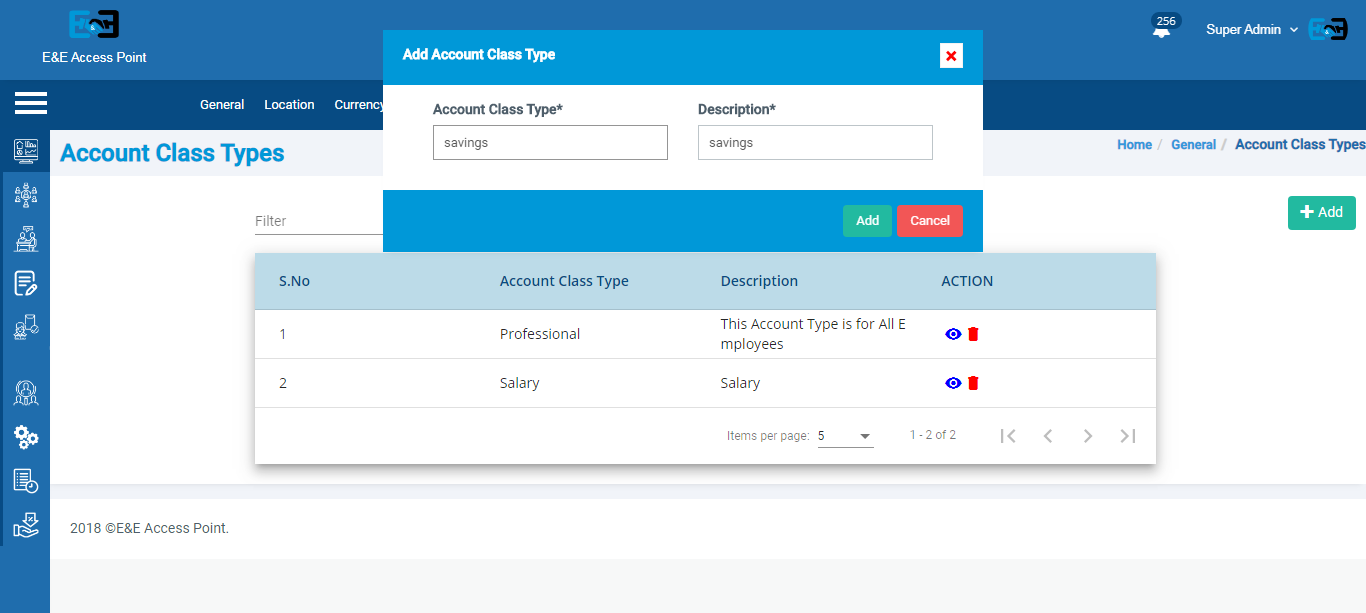 E&E
E&E Access Point
256
Super Admin
E&E
Add Account Class Type
General Location Currency
Account Class Type* Description*
savings savings
Account Class Types
Home / General / Account Class Types
Filter
Add Cancel
Add
S.No Account Class Type Description ACTION
1 Professional This Account Type is for All E
mployees
2 Salary Salary
Items per page: 5 1 - 2 of 2
2018 ©E&E Access Point.